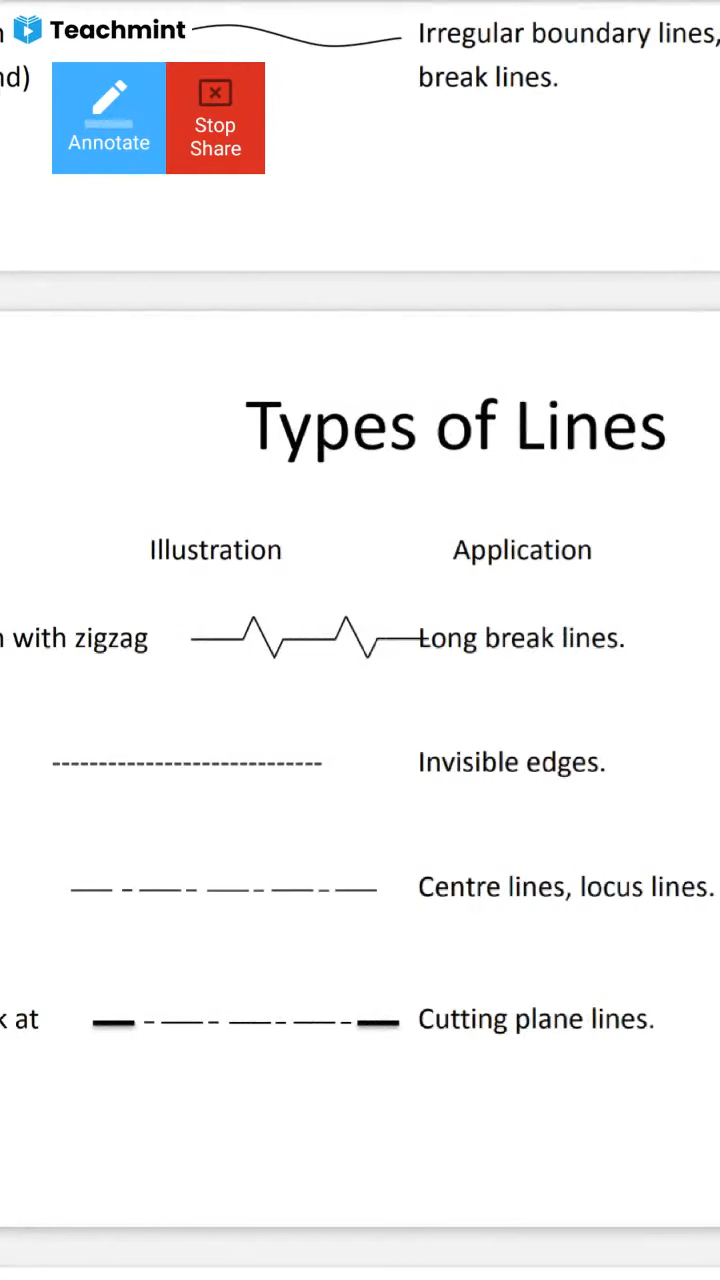 Teachmint
Irregular boundary lines,
break lines.
Annotate
Stop
Share
Types of Lines
Illustration
Application
with zigzag
Long break lines.
Invisible edges.
Centre lines, locus lines.
at
Cutting plane lines.